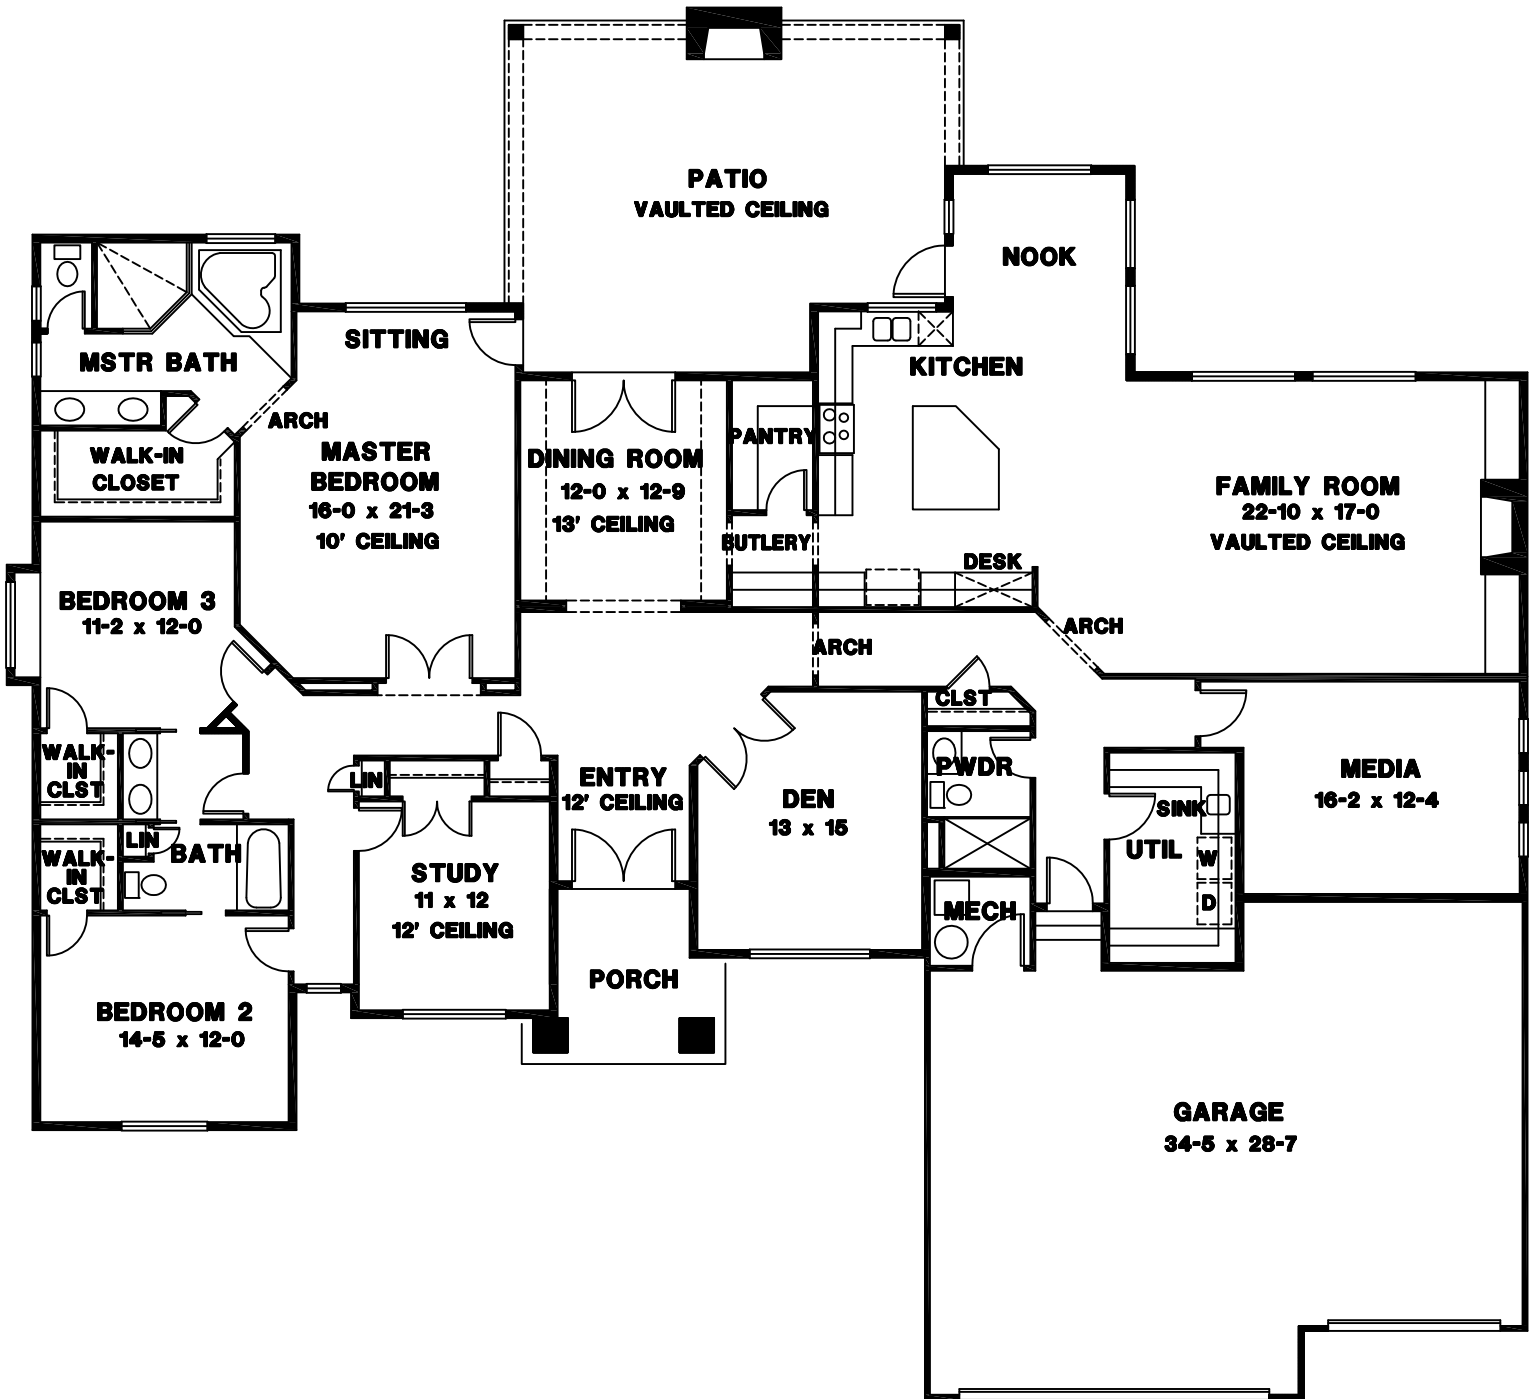 PATIO
VAULTED CEILING
NOOK
SITTING
MSTR BATH
KITCHEN
ARCH
WALK-IN
CLOSET
MASTER
BEDROOM
16-0 x 21-3
10' CEILING
DINING ROOM
12-0 x 12-9
13' CEILING
PANTRY
BUTLERY
DESK
FAMILY ROOM
22-10 x 17-0
VAULTED CEILING
BEDROOM 3
11-2 x 12-0
ARCH
ARCH
CLST
WALK-
IN
CLST
LIN
ENTRY
12' CEILING
DEN
13 x 15
PWDR
SINK
UTIL
W
D
MEDIA
16-2 x 12-4
WALK-
IN
CLST
LIN
BATH
STUDY
11 x 12
12' CEILING
MECH
PORCH
BEDROOM 2
14-5 x 12-0
GARAGE
34-5 x 28-7